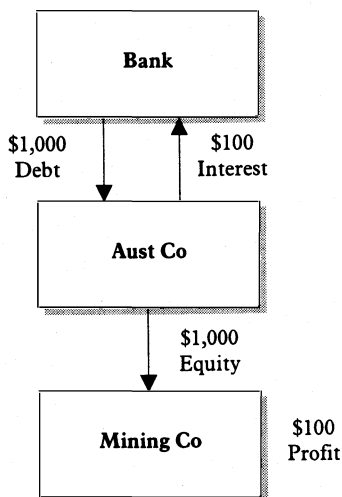 Bank
$1,000
Debt
$100
Interest
Aust Co
$1,000
Equity
Mining Co
$100
Profit